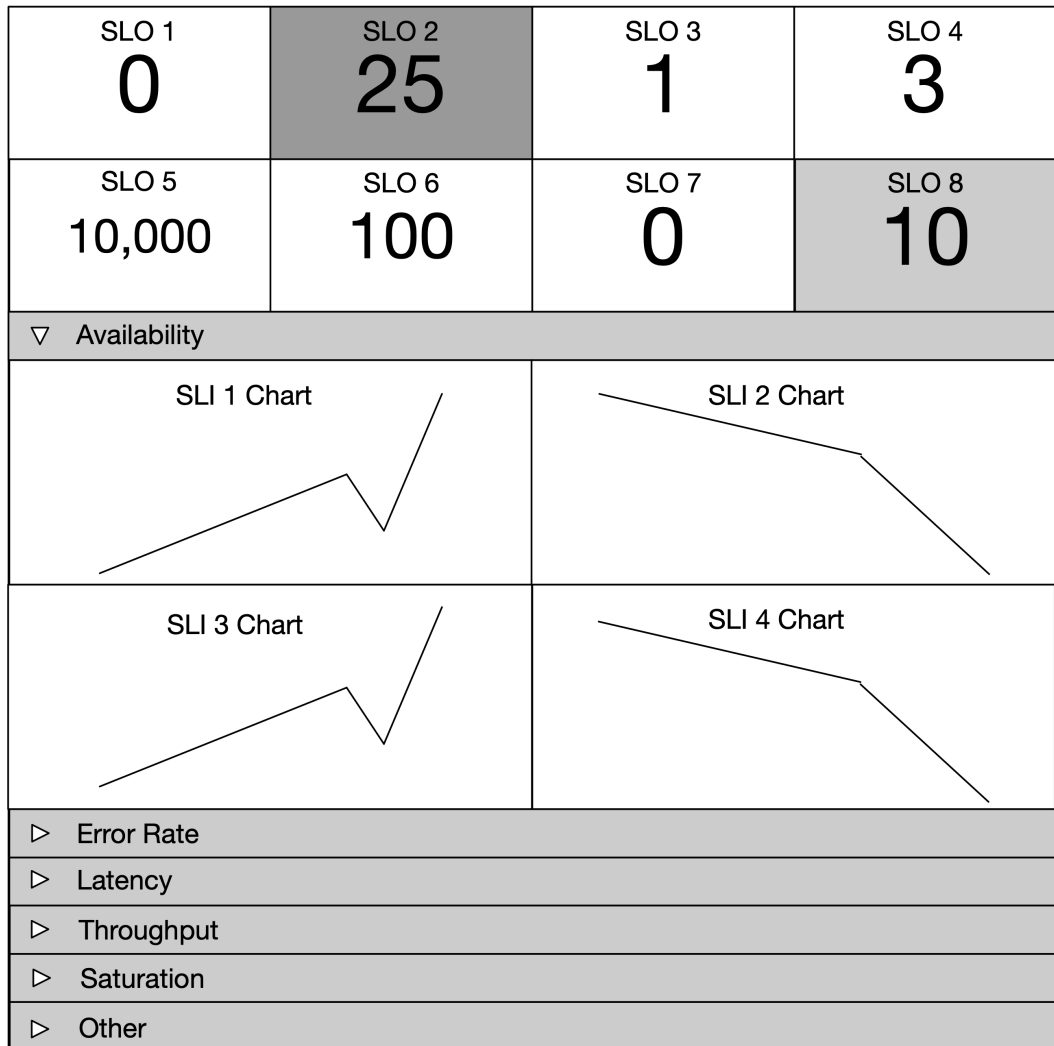 SLO 1
0
SLO 2
25
SLO 3
1
SLO 4
3
SLO 5
10,000
SLO 6
100
SLO 7
0
SLO 8
10
Availability
SLI 1 Chart
SLI 2 Chart
SLI 3 Chart
SLI 4 Chart
Error Rate
Latency
Throughput
Saturation
Other